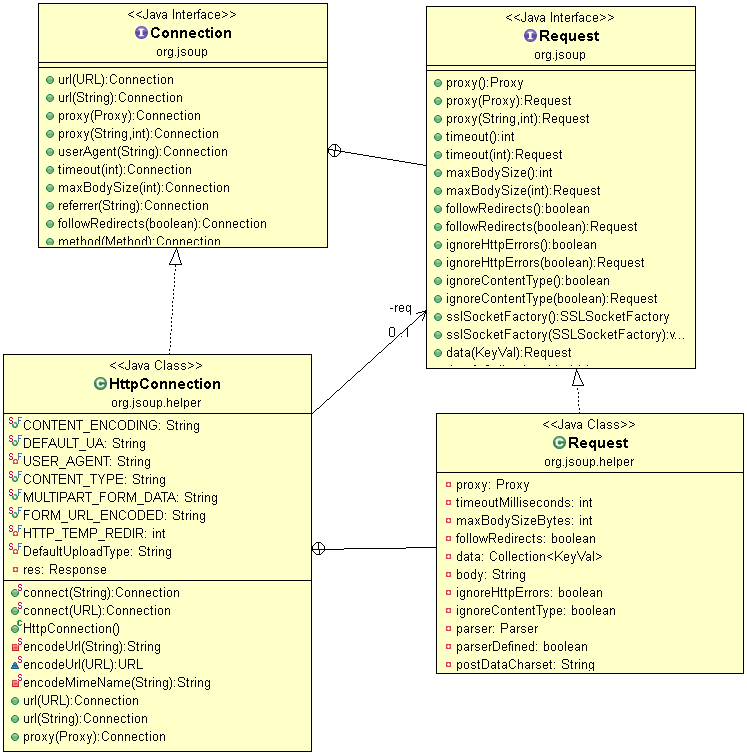 <<Java Interface>>
Connection
org.jsoup
url(URL):Connection
url(String):Connection
proxy(Proxy):Connection
proxy(String,int):Connection
userAgent(String):Connection
timeout(int):Connection
maxBodySize(int):Connection
referrer(String):Connection
followRedirects(boolean):Connection
method(Method):Connection
<<Java Interface>>
Request
org.jsoup
proxy():Proxy
proxy(Proxy):Request
proxy(String,int):Request
timeout():int
timeout(int):Request
maxBodySize():int
maxBodySize(int):Request
followRedirects():boolean
followRedirects(boolean):Request
ignoreHttpErrors():boolean
ignoreHttpErrors(boolean):Request
ignoreContentType():boolean
ignoreContentType(boolean):Request
sslSocketFactory():SSLSocketFactory
sslSocketFactory(SSLSocketFactory):v...
data(KeyVal):Request
-req
0..1
<<Java Class>>
HttpConnection
org.jsoup.helper
CONTENT_ENCODING: String
DEFAULT_UA: String
USER_AGENT: String
CONTENT_TYPE: String
MULTIPART_FORM_DATA: String
FORM_URL_ENCODED: String
HTTP_TEMP_REDIR: int
DefaultUploadType: String
res: Response
connect(String):Connection
connect(URL):Connection
HttpConnection()
encodeUrl(String):String
encodeUrl(URL):URL
encodeMimeName(String):String
url(URL):Connection
url(String):Connection
proxy(Proxy):Connection
<<Java Class>>
Request
org.jsoup.helper
proxy: Proxy
timeoutMilliseconds: int
maxBodySizeBytes: int
followRedirects: boolean
data: Collection<KeyVal>
body: String
ignoreHttpErrors: boolean
ignoreContentType: boolean
parser: Parser
parserDefined: boolean
postDataCharset: String